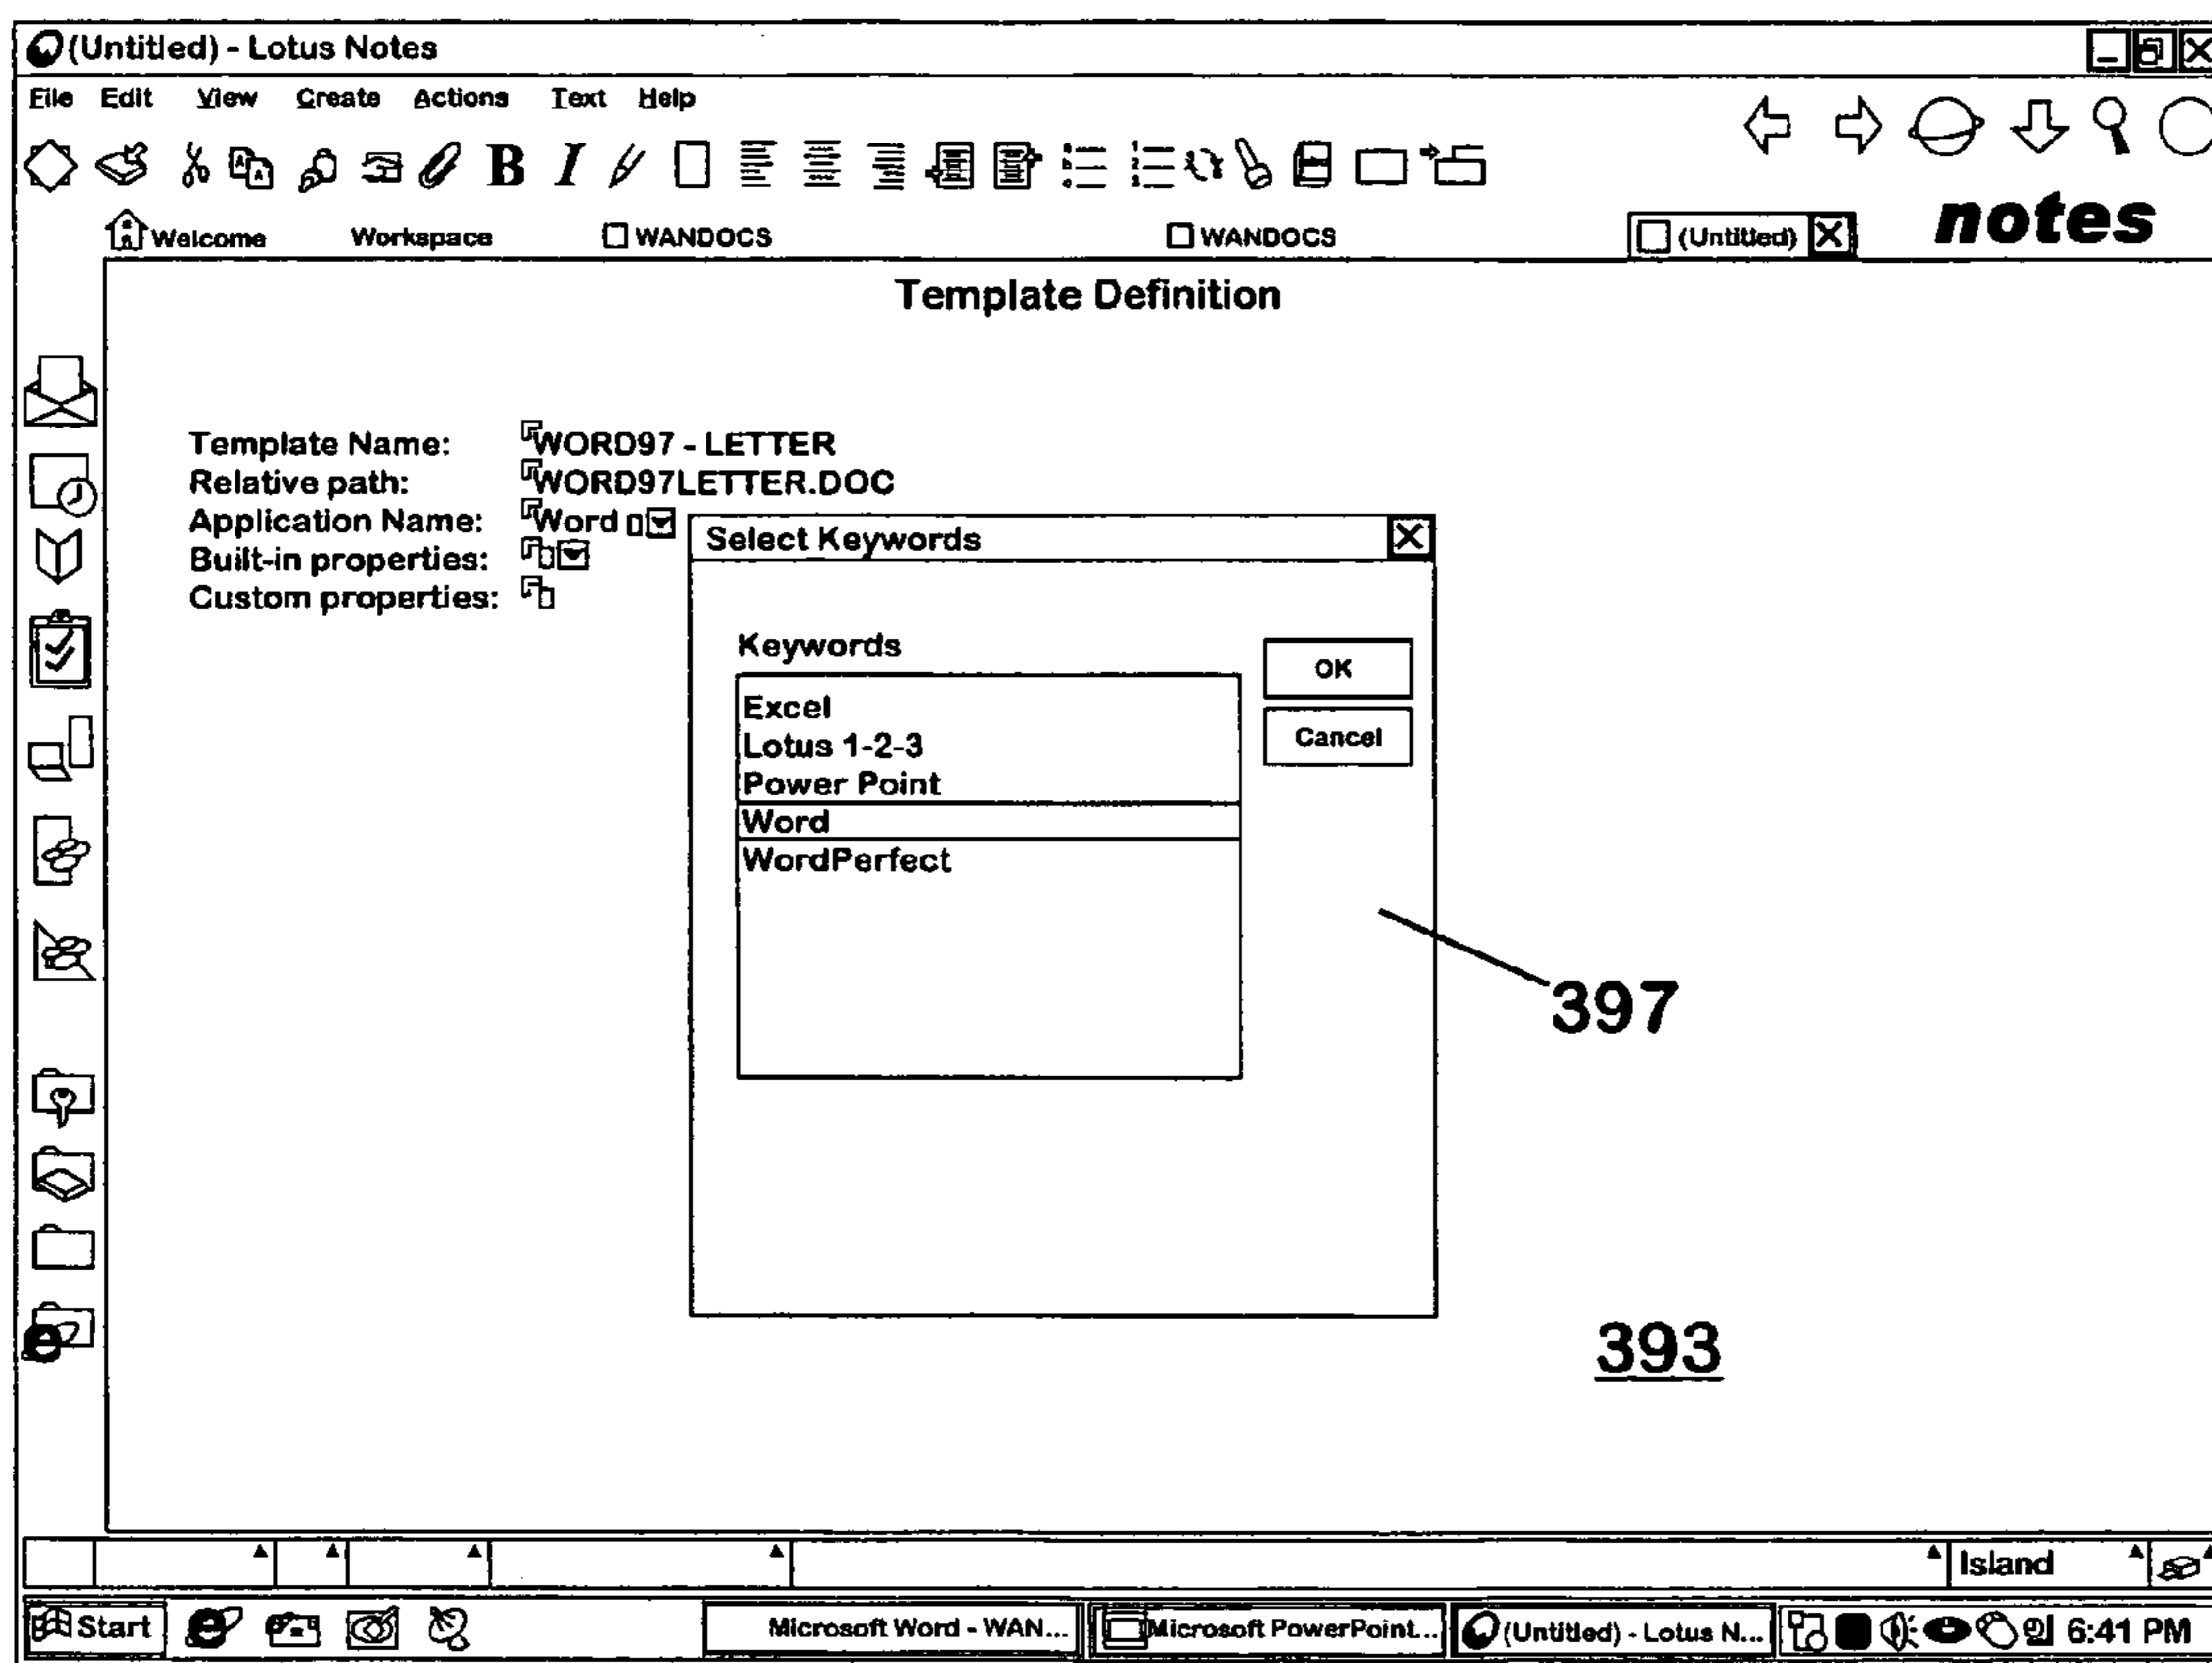 (Untitled) - Lotus Notes
File Edit View Create Actions Text Help
B I
notes
Welcome Workspace WANDOCS WANDOCS (Untitled)
Template Definition
Template Name: WORD97 - LETTER
Relative path: WORD97LETTER.DOC
Application Name: Word
Built-in properties:
Custom properties:
Select Keywords
Keywords
OK
Cancel
Excel
Lotus 1-2-3
Power Point
Word
WordPerfect
397
393
Island
Start Microsoft Word - WAN... Microsoft PowerPoint... (Untitled) - Lotus N... 6:41 PM